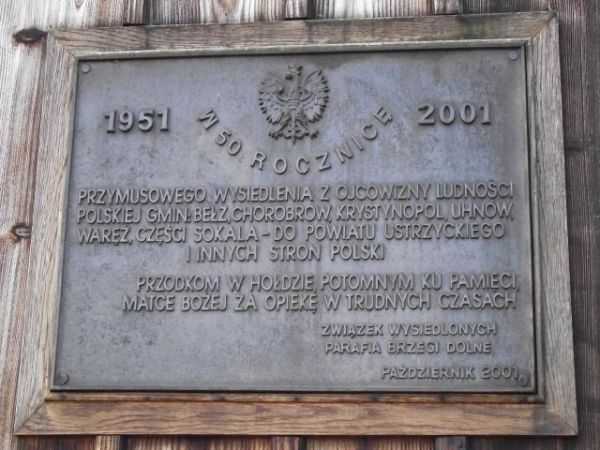 1951 W 50 ROCZNICĘ 2001
PRZYMUSOWEGO WYSIEDLENIA Z OJCOWIZNY LUDNOŚCI
POLSKIEJ GMIN: BEŁZ, CHOROBRÓW, KRYSTYNOPOL, UHNÓW,
WARĘŻ, CZĘŚCI SOKALA - DO POWIATU USTRZYCKIEGO
I INNYCH STRON POLSKI
PRZODKOM W HOŁDZIE, POTOMNYM KU PAMIĘCI,
MATCE BOŻEJ ZA OPIEKĘ W TRUDNYCH CZASACH
ZWIĄZEK WYSIEDLONYCH
PARAFIA BRZEGI DOLNE
PAŹDZIERNIK 2001